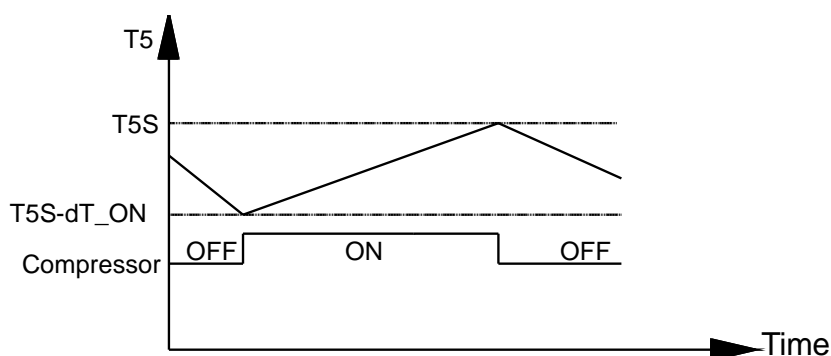 T5
T5S
T5S-dT_ON
OFF ON OFF
Compressor
Time